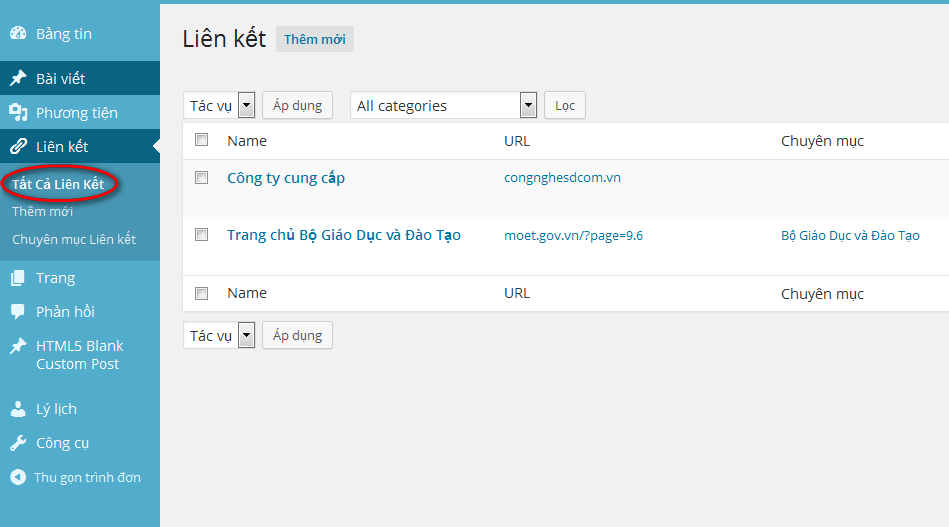 Bảng tin
Bài viết
Phương tiện
Liên kết
Tất Cả Liên Kết
Thêm mới
Chuyên mục Liên kết
Trang
Phản hồi
HTML5 Blank
Custom Post
Lý lịch
Công cụ
Thu gọn trình đơn
Liên kết Thêm mới
Tác vụ Áp dụng All categories Lọc
Name URL Chuyên mục
Công ty cung cấp congnghesdcom.vn
Trang chủ Bộ Giáo Dục và Đào Tạo moet.gov.vn/?page=9.6 Bộ Giáo Dục và Đào Tạo
Name URL Chuyên mục
Tác vụ Áp dụng